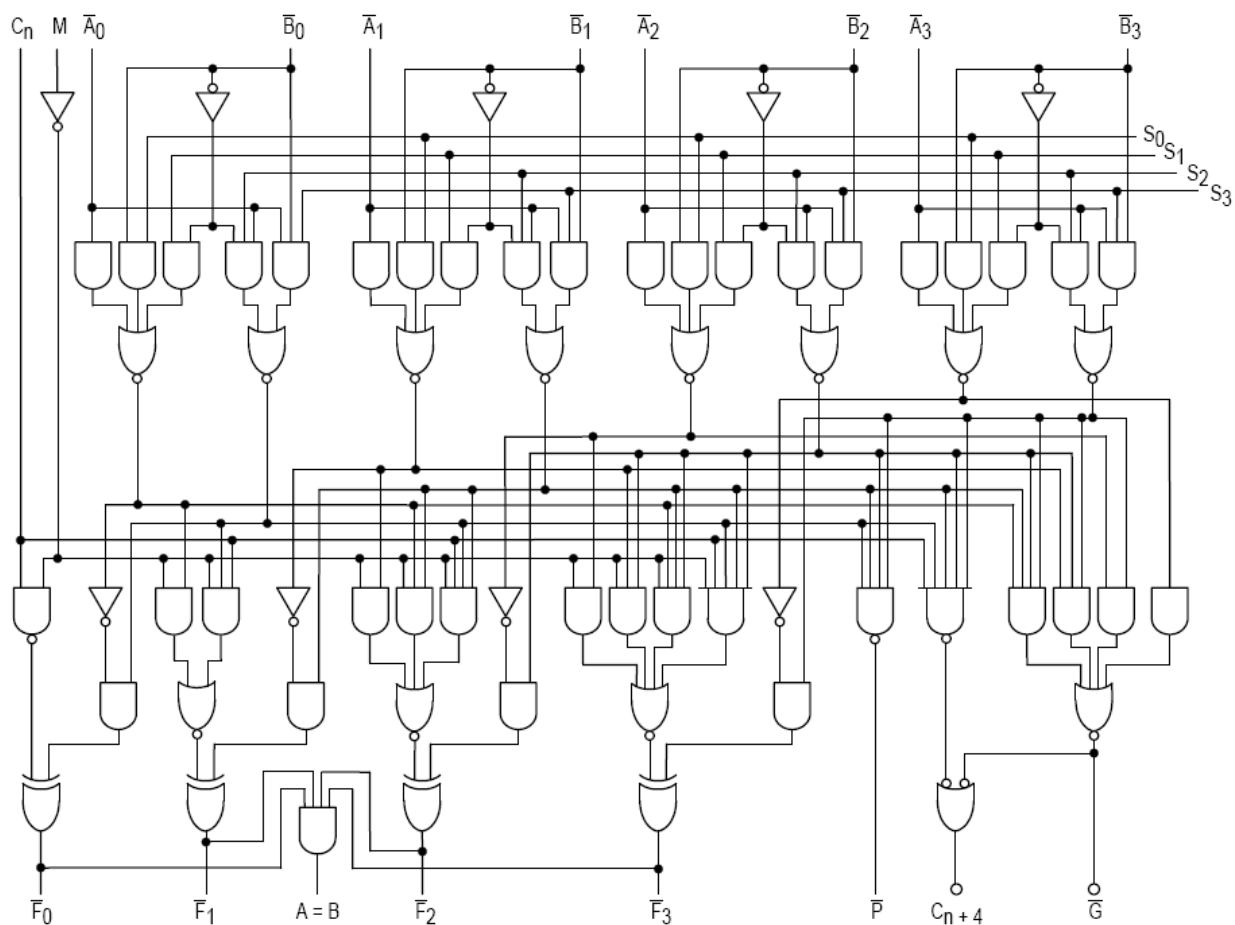 Cn M A̅0 B̅0 A̅1 B̅1 A̅2 B̅2 A̅3 B̅3
S0
S1
S2
S3
F̅0 F̅1 A = B F̅2 F̅3 P̅ Cn + 4 G̅